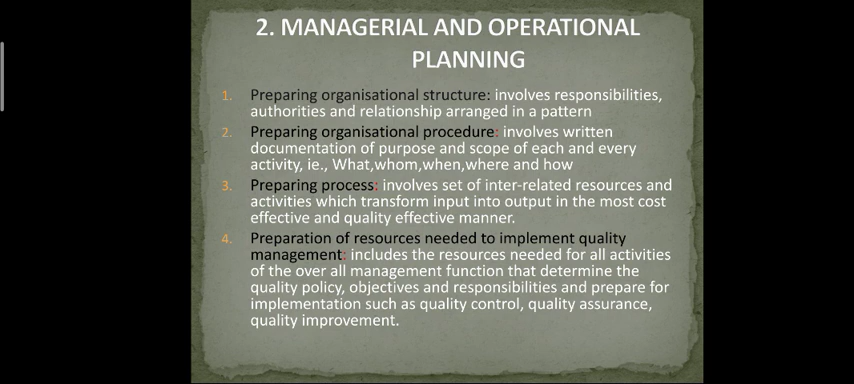 2. MANAGERIAL AND OPERATIONAL
PLANNING
1. Preparing organisational structure: involves responsibilities,
authorities and relationship arranged in a pattern
2. Preparing organisational procedure: involves written
documentation of purpose and scope of each and every
activity, ie., What,whom,when,where and how
3. Preparing process: involves set of inter-related resources and
activities which transform input into output in the most cost
effective and quality effective manner.
4. Preparation of resources needed to implement quality
management: includes the resources needed for all activities
of the over all management function that determine the
quality policy, objectives and responsibilities and prepare for
implementation such as quality control, quality assurance,
quality improvement.